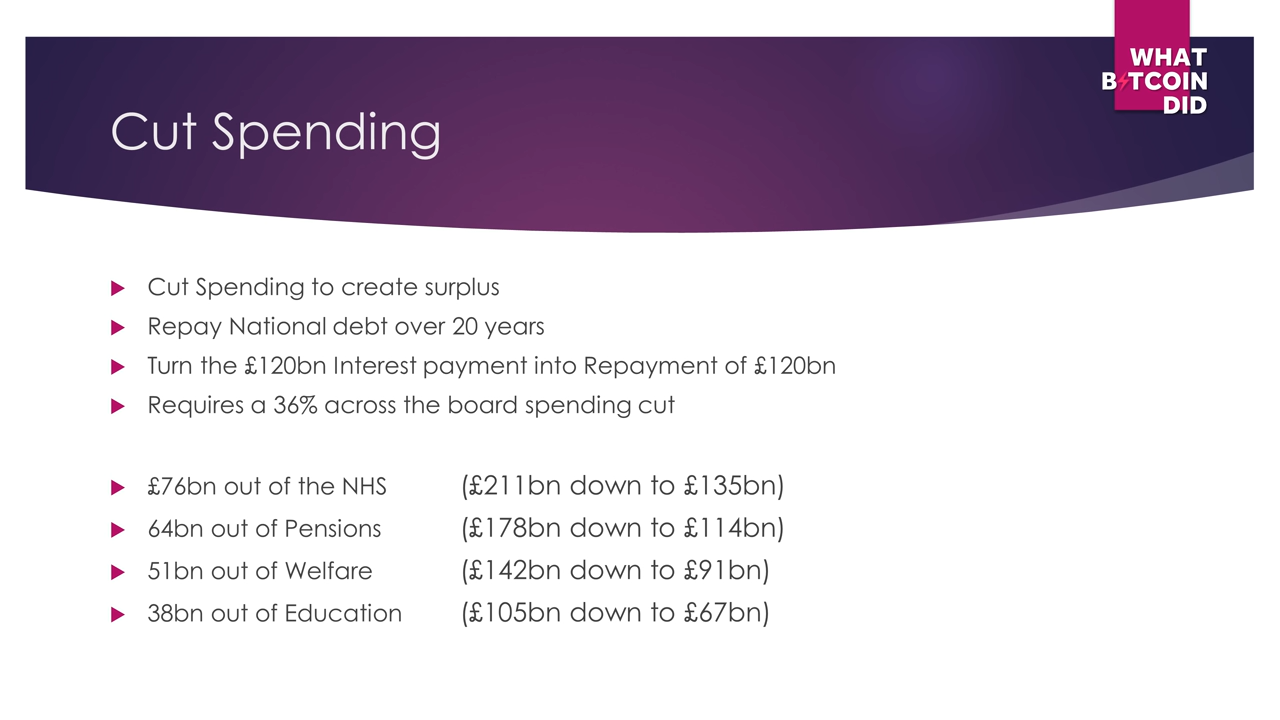 WHAT
B⚡TCOIN
DID
Cut Spending
Cut Spending to create surplus
Repay National debt over 20 years
Turn the £120bn Interest payment into Repayment of £120bn
Requires a 36% across the board spending cut
£76bn out of the NHS (£211bn down to £135bn)
64bn out of Pensions (£178bn down to £114bn)
51bn out of Welfare (£142bn down to £91bn)
38bn out of Education (£105bn down to £67bn)